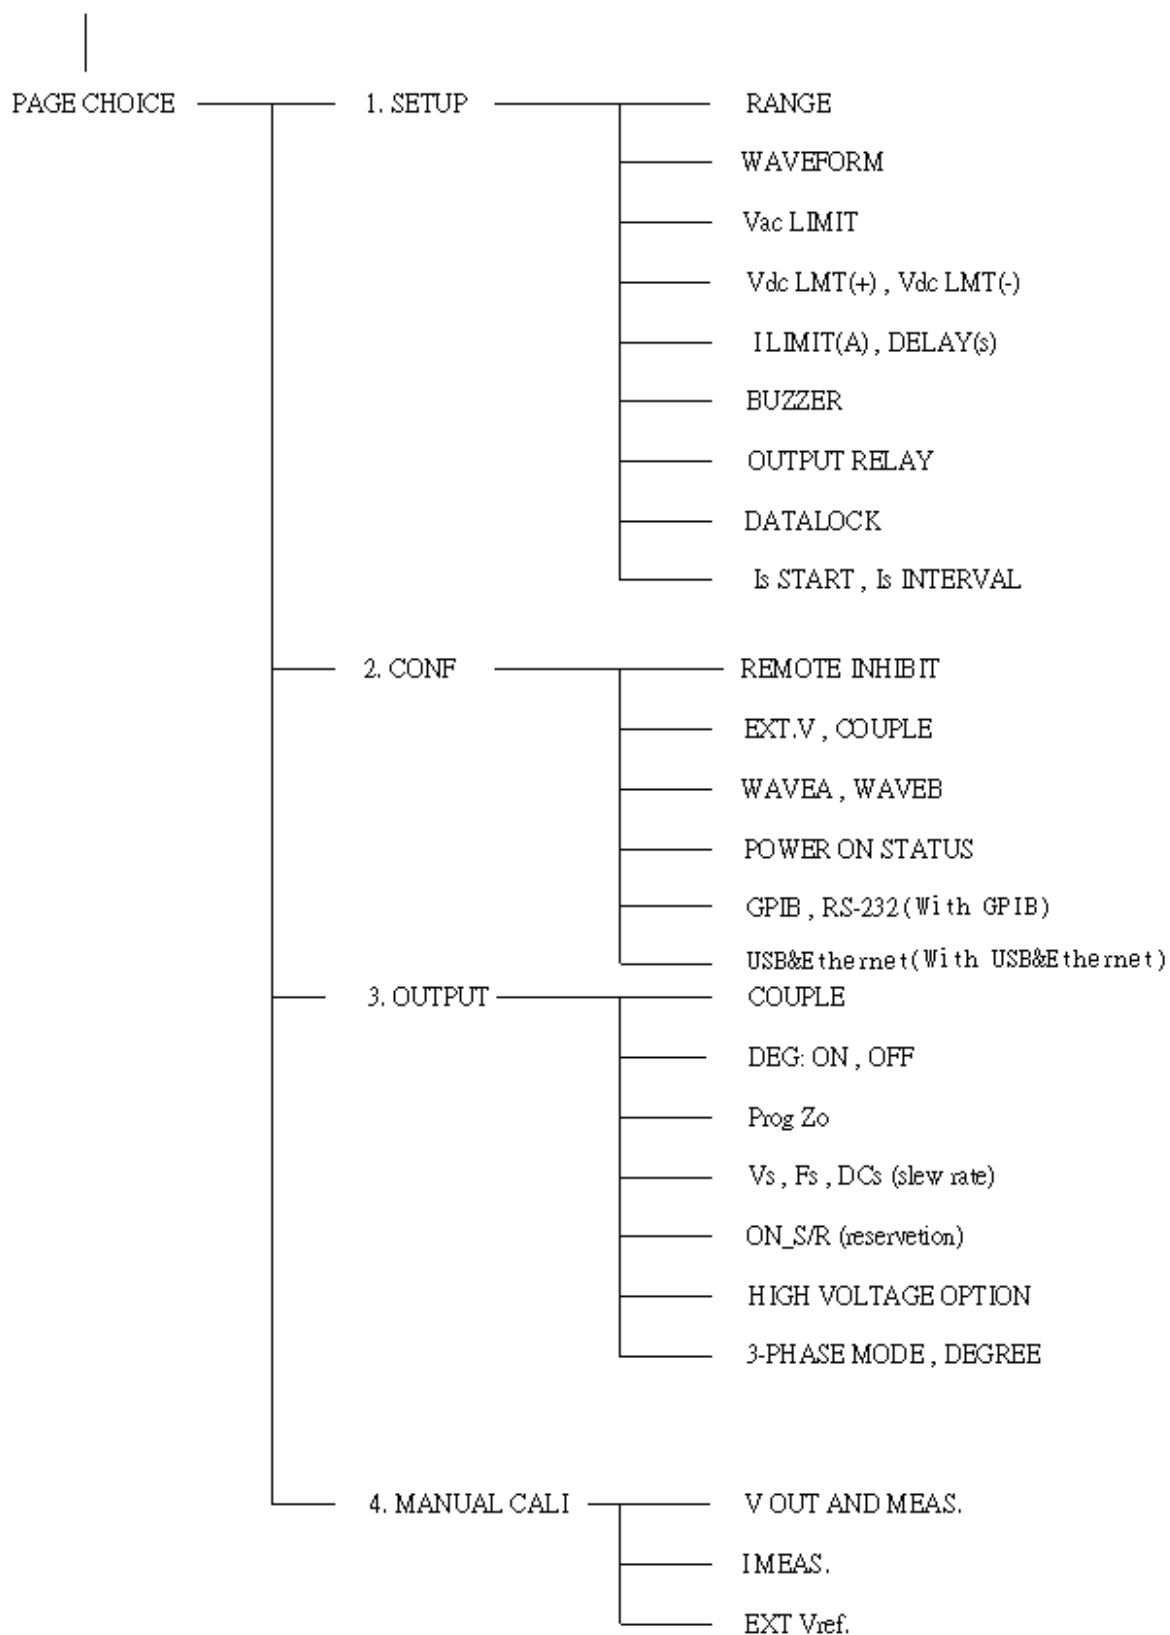 PAGE CHOICE 1. SETUP RANGE
WAVEFORM
Vac LIMIT
Vdc LMT(+) , Vdc LMT(-)
I LIMIT(A) , DELAY(s)
BUZZER
OUTPUT RELAY
DATALOCK
Is START , Is INTERVAL
2. CONF REMOTE INHIBIT
EXT.V , COUPLE
WAVEA , WAVEB
POWER ON STATUS
GPIB , RS-232(With GPIB)
USB&Ethernet(With USB&Ethernet)
3. OUTPUT COUPLE
DEG: ON , OFF
Prog Zo
Vs , Fs , DCs (slew rate)
ON_S/R (reservetion)
HIGH VOLTAGE OPTION
3-PHASE MODE , DEGREE
4. MANUAL CALI V OUT AND MEAS.
I MEAS.
EXT Vref.